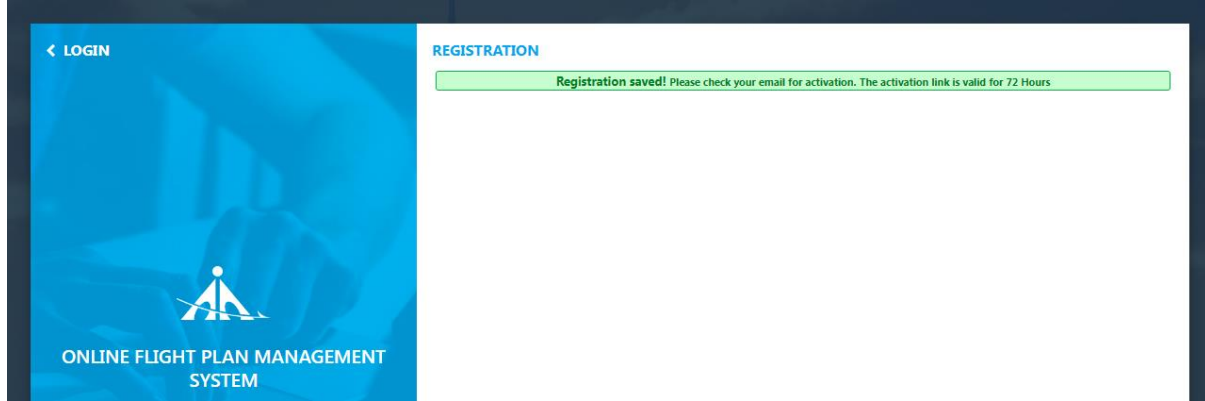 LOGIN
REGISTRATION
Registration saved! Please check your email for activation. The activation link is valid for 72 Hours
ONLINE FLIGHT PLAN MANAGEMENT
SYSTEM